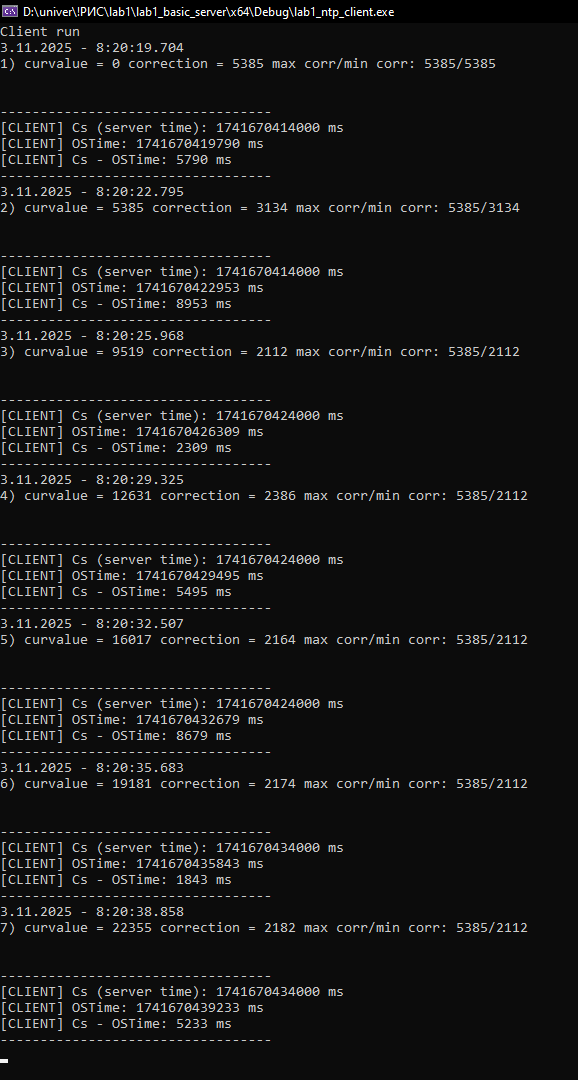 D:\univer\!РИС\lab1\lab1_basic_server\x64\Debug\lab1_ntp_client.exe
Client run
3.11.2025 - 8:20:19.704
1) curvalue = 0 correction = 5385 max corr/min corr: 5385/5385
----------------------------------
[CLIENT] Cs (server time): 1741670414000 ms
[CLIENT] OSTime: 1741670419790 ms
[CLIENT] Cs - OSTime: 5790 ms
----------------------------------
3.11.2025 - 8:20:22.795
2) curvalue = 5385 correction = 3134 max corr/min corr: 5385/3134
----------------------------------
[CLIENT] Cs (server time): 1741670414000 ms
[CLIENT] OSTime: 1741670422953 ms
[CLIENT] Cs - OSTime: 8953 ms
----------------------------------
3.11.2025 - 8:20:25.968
3) curvalue = 9519 correction = 2112 max corr/min corr: 5385/2112
----------------------------------
[CLIENT] Cs (server time): 1741670424000 ms
[CLIENT] OSTime: 1741670426309 ms
[CLIENT] Cs - OSTime: 2309 ms
----------------------------------
3.11.2025 - 8:20:29.325
4) curvalue = 12631 correction = 2386 max corr/min corr: 5385/2112
----------------------------------
[CLIENT] Cs (server time): 1741670424000 ms
[CLIENT] OSTime: 1741670429495 ms
[CLIENT] Cs - OSTime: 5495 ms
----------------------------------
3.11.2025 - 8:20:32.507
5) curvalue = 16017 correction = 2164 max corr/min corr: 5385/2112
----------------------------------
[CLIENT] Cs (server time): 1741670424000 ms
[CLIENT] OSTime: 1741670432679 ms
[CLIENT] Cs - OSTime: 8679 ms
----------------------------------
3.11.2025 - 8:20:35.683
6) curvalue = 19181 correction = 2174 max corr/min corr: 5385/2112
----------------------------------
[CLIENT] Cs (server time): 1741670434000 ms
[CLIENT] OSTime: 1741670435843 ms
[CLIENT] Cs - OSTime: 1843 ms
----------------------------------
3.11.2025 - 8:20:38.858
7) curvalue = 22355 correction = 2182 max corr/min corr: 5385/2112
----------------------------------
[CLIENT] Cs (server time): 1741670434000 ms
[CLIENT] OSTime: 1741670439233 ms
[CLIENT] Cs - OSTime: 5233 ms
----------------------------------